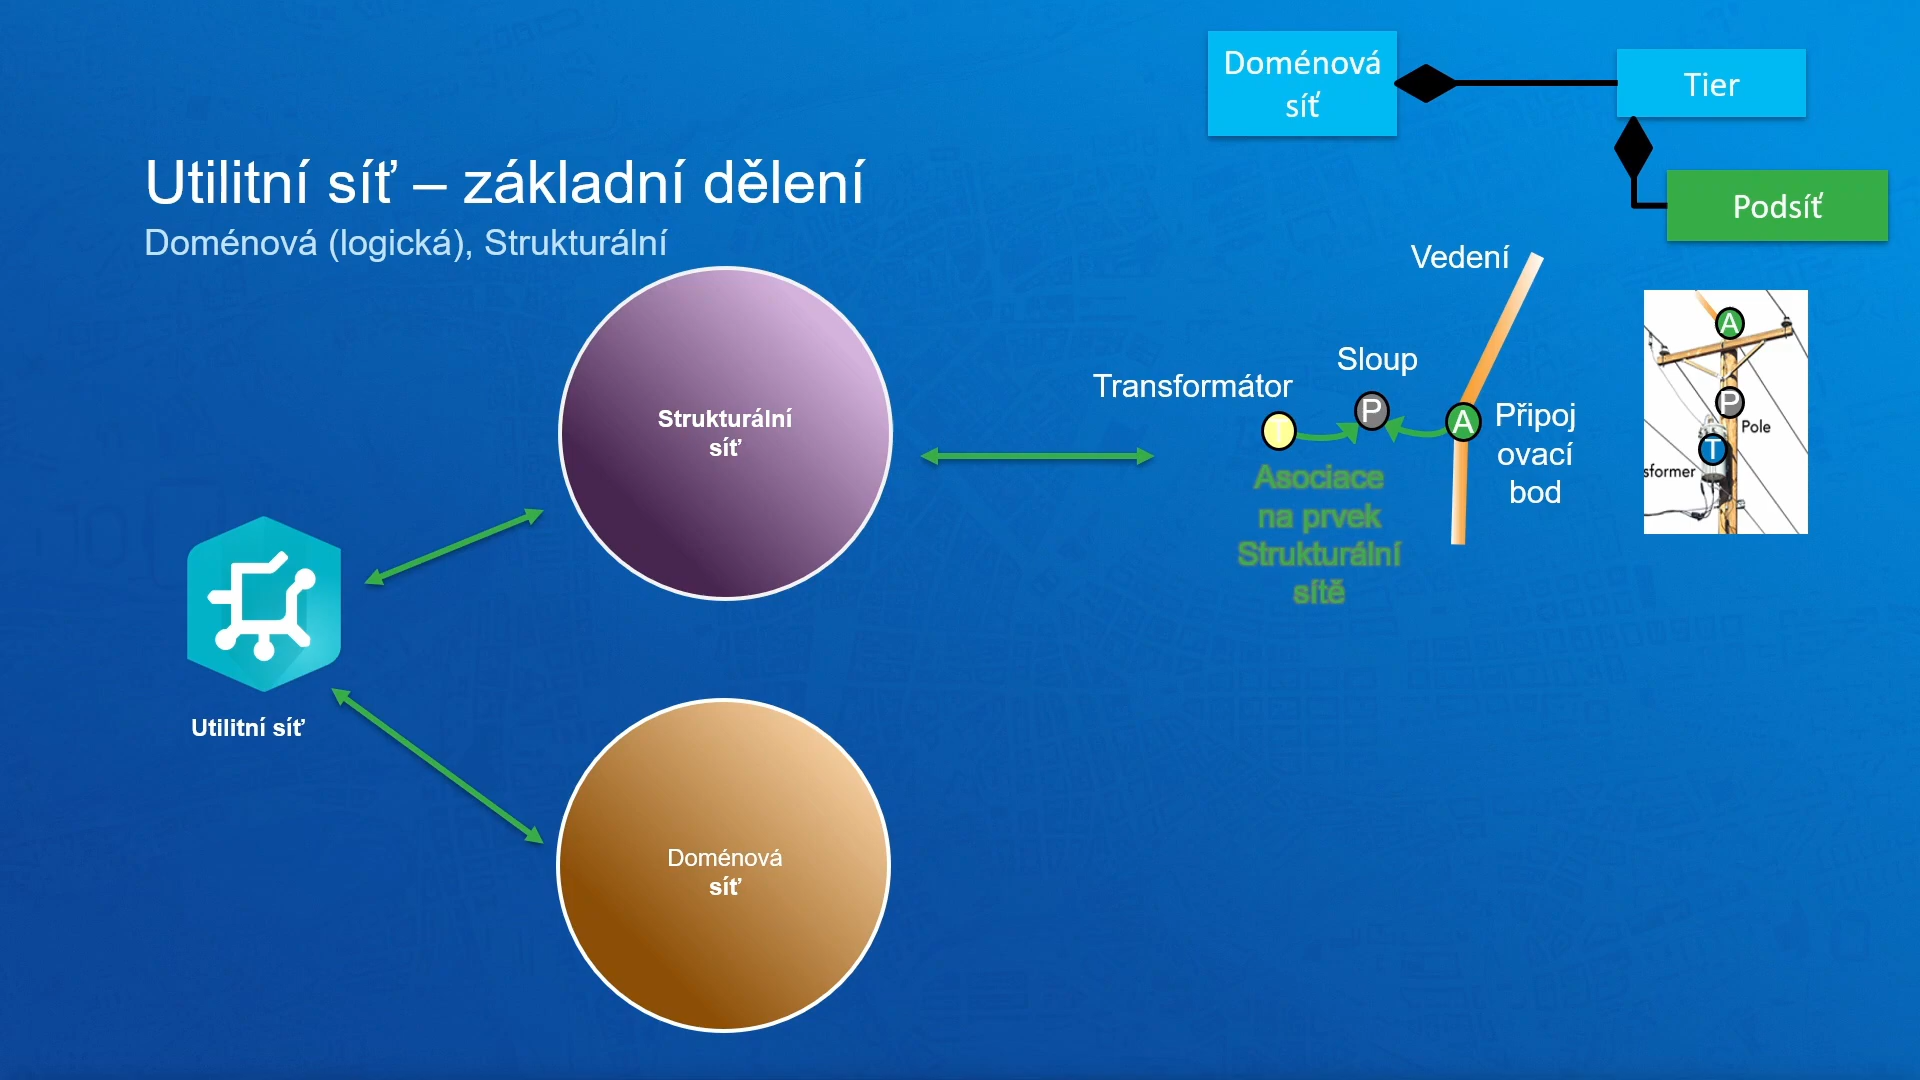 Doménová
síť
Tier
Podsíť
Utilitní síť – základní dělení
Doménová (logická), Strukturální
Vedení
Sloup
Transformátor
T
P
A
Připoj
ovací
bod
Asociace
na prvek
Strukturální
sítě
A
P
Pole
T
sformer
Strukturální
síť
Utilitní síť
Doménová
síť